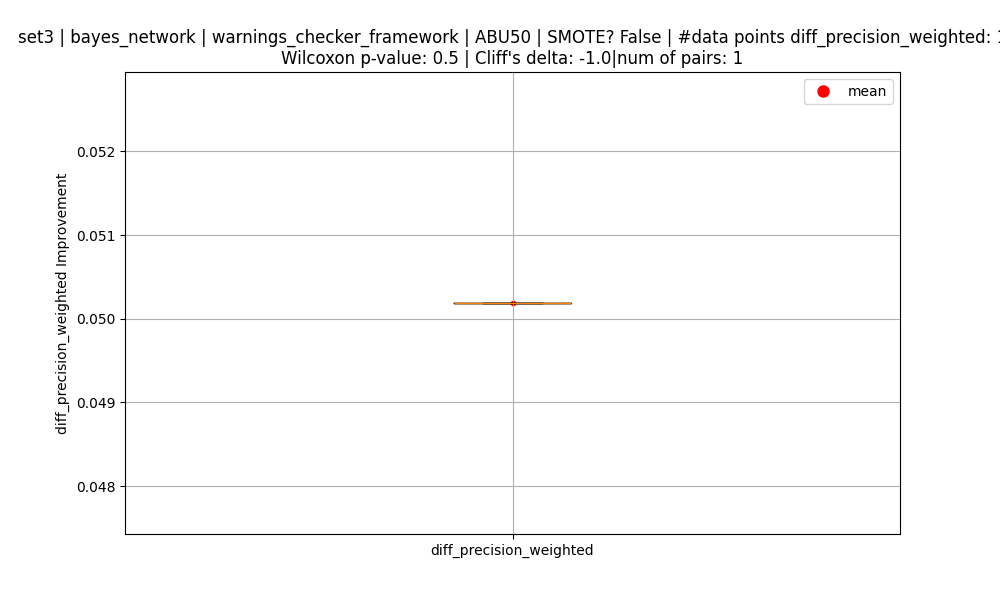 set3 | bayes_network | warnings_checker_framework | ABU50 | SMOTE? False | #data points diff_precision_weighted:
Wilcoxon p-value: 0.5 | Cliff's delta: -1.0|num of pairs: 1
mean
0.052
0.051
0.050
0.049
0.048
diff_precision_weighted Improvement
diff_precision_weighted